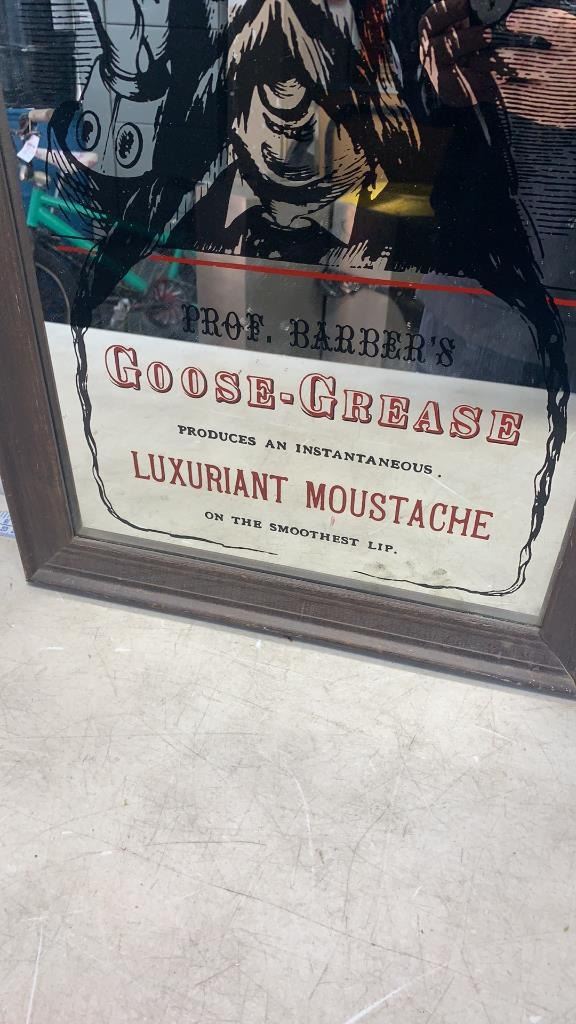 PROF. BARBER'S
GOOSE-GREASE
PRODUCES AN INSTANTANEOUS.
LUXURIANT MOUSTACHE
ON THE SMOOTHEST LIP.